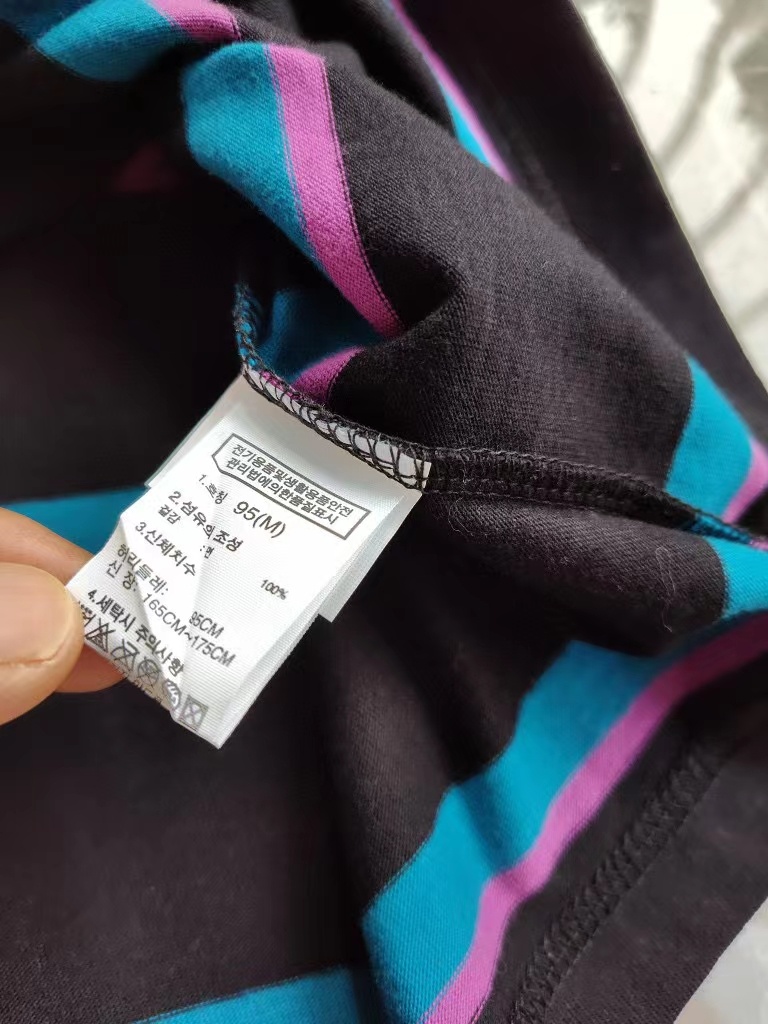 전기용품및생활용품안전
관리법에의한품질표시
1. 호칭 95(M)
2.섬유의조성
겉감 면 100%
3.신체치수
허리둘레: 95CM
신 장: 165CM~175CM
4.세탁시 주의사항